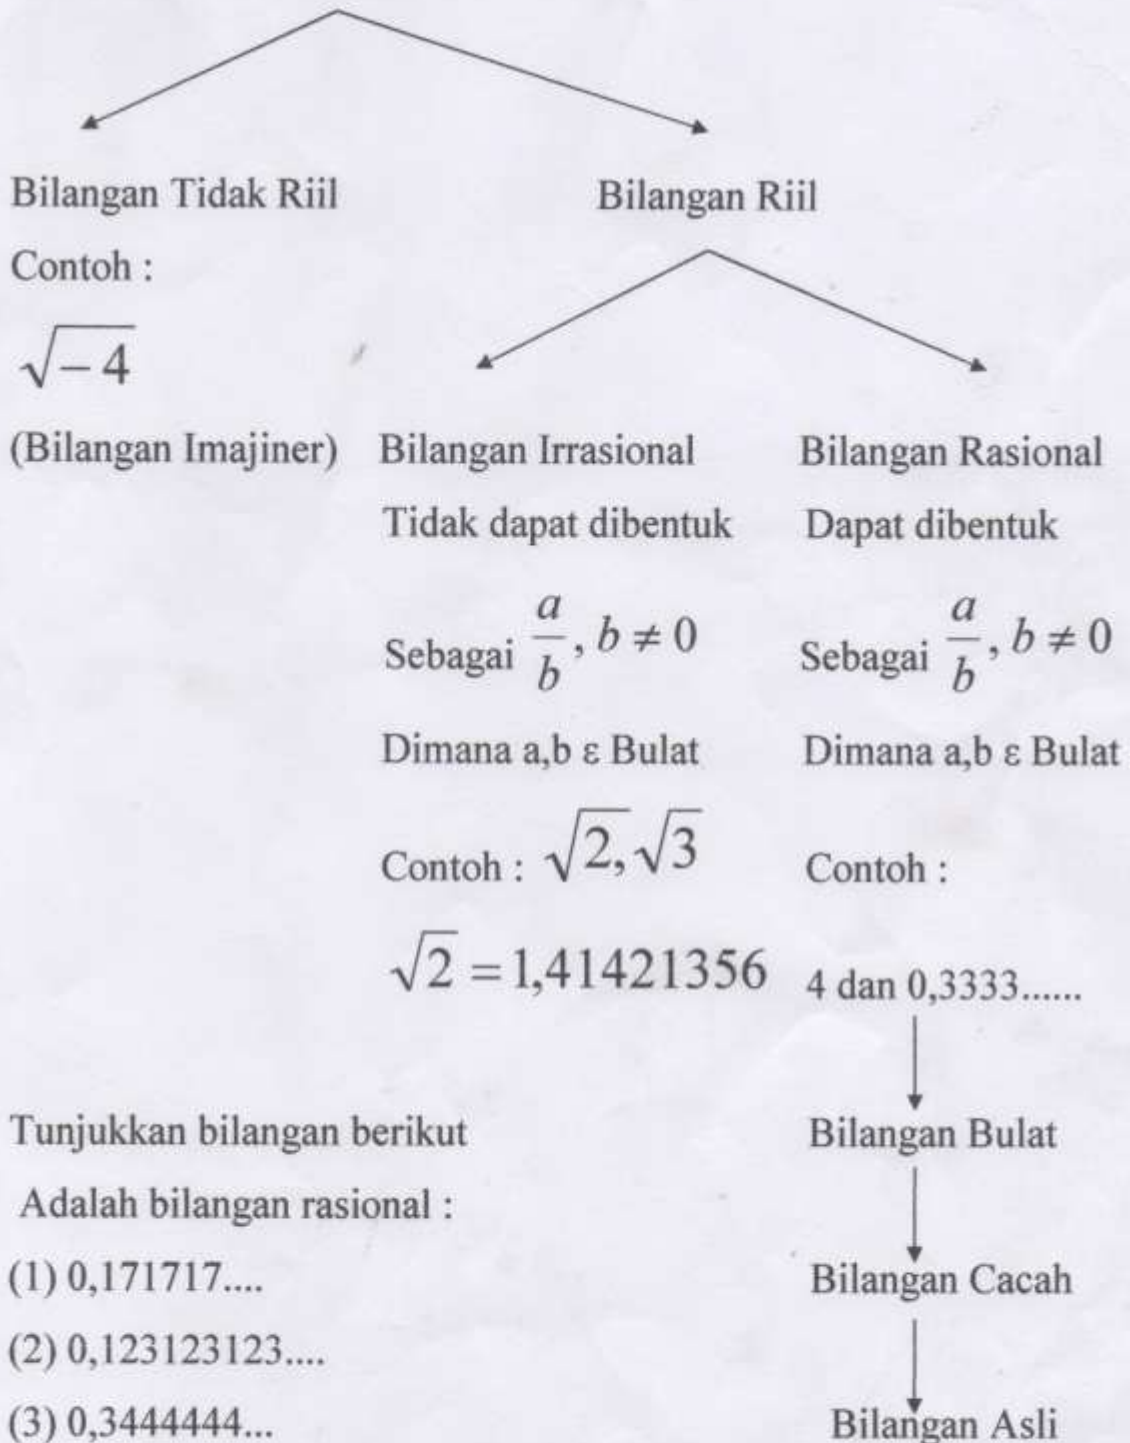 Bilangan Tidak Riil Bilangan Riil
Contoh :
√-4
(Bilangan Imajiner) Bilangan Irrasional Bilangan Rasional
Tidak dapat dibentuk Dapat dibentuk
Sebagai a/b, b ≠ 0 Sebagai a/b, b ≠ 0
Dimana a,b ε Bulat Dimana a,b ε Bulat
Contoh : √2, √3 Contoh :
√2 = 1,41421356 4 dan 0,3333......
Tunjukkan bilangan berikut Bilangan Bulat
Adalah bilangan rasional :
(1) 0,171717.... Bilangan Cacah
(2) 0,123123123....
(3) 0,3444444... Bilangan Asli